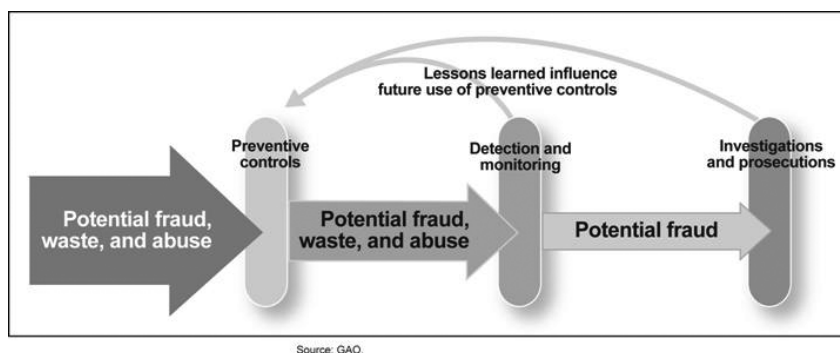 Lessons learned influence
future use of preventive controls
Preventive
controls
Detection and
monitoring
Investigations
and prosecutions
Potential fraud,
waste, and abuse
Potential fraud,
waste, and abuse
Potential fraud
Source: GAO.